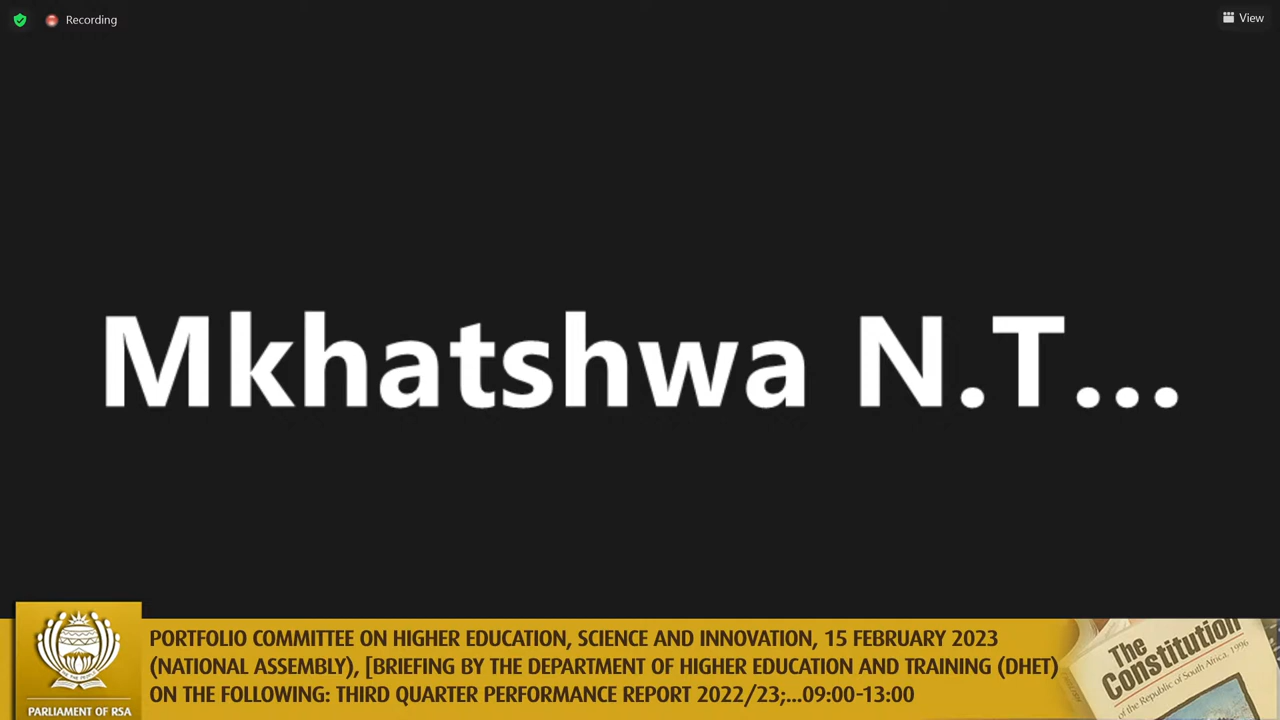 Recording
View
Mkhatshwa N.T...
PORTFOLIO COMMITTEE ON HIGHER EDUCATION, SCIENCE AND INNOVATION, 15 FEBRUARY 2023
(NATIONAL ASSEMBLY), [BRIEFING BY THE DEPARTMENT OF HIGHER EDUCATION AND TRAINING (DHET)
ON THE FOLLOWING: THIRD QUARTER PERFORMANCE REPORT 2022/23;...09:00-13:00
PARLIAMENT OF RSA
The
Constitution
of the Republic of South Africa, 1996